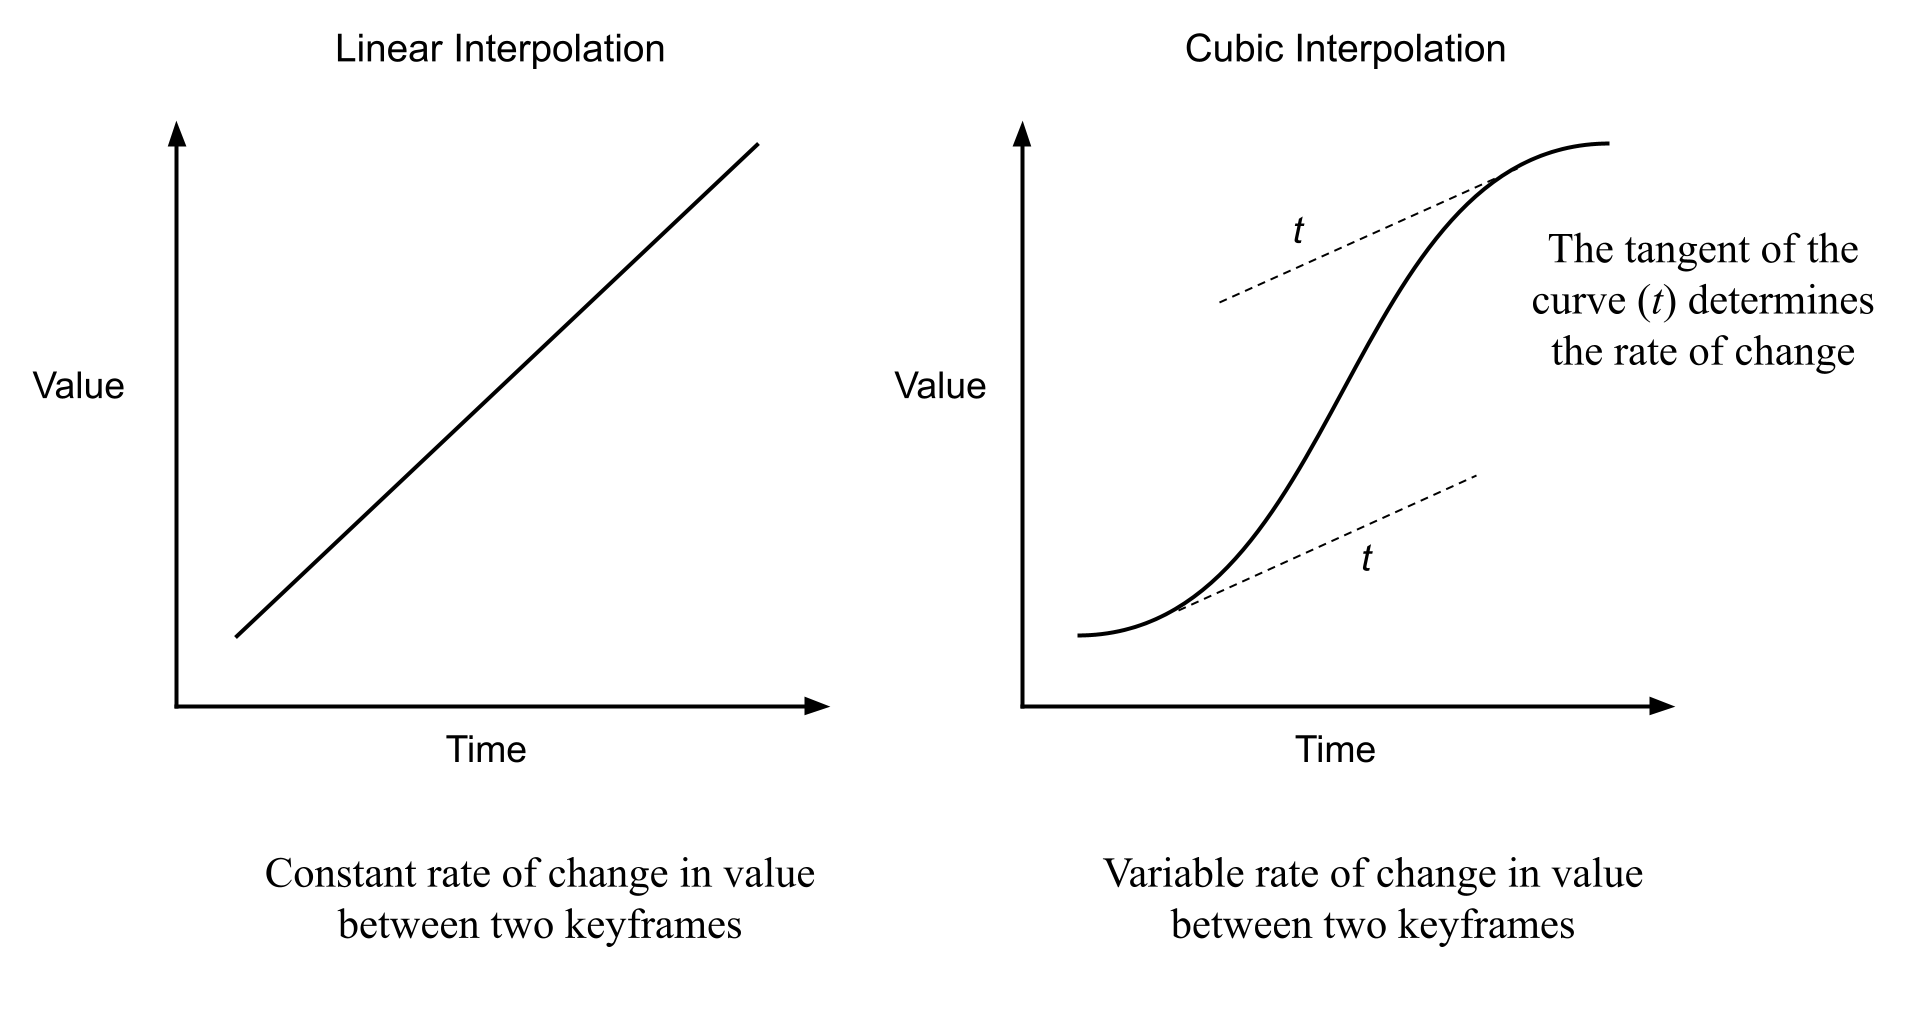 Linear Interpolation
Value
Time
Constant rate of change in value
between two keyframes
Cubic Interpolation
t
The tangent of the
curve (t) determines
the rate of change
Value
t
Time
Variable rate of change in value
between two keyframes